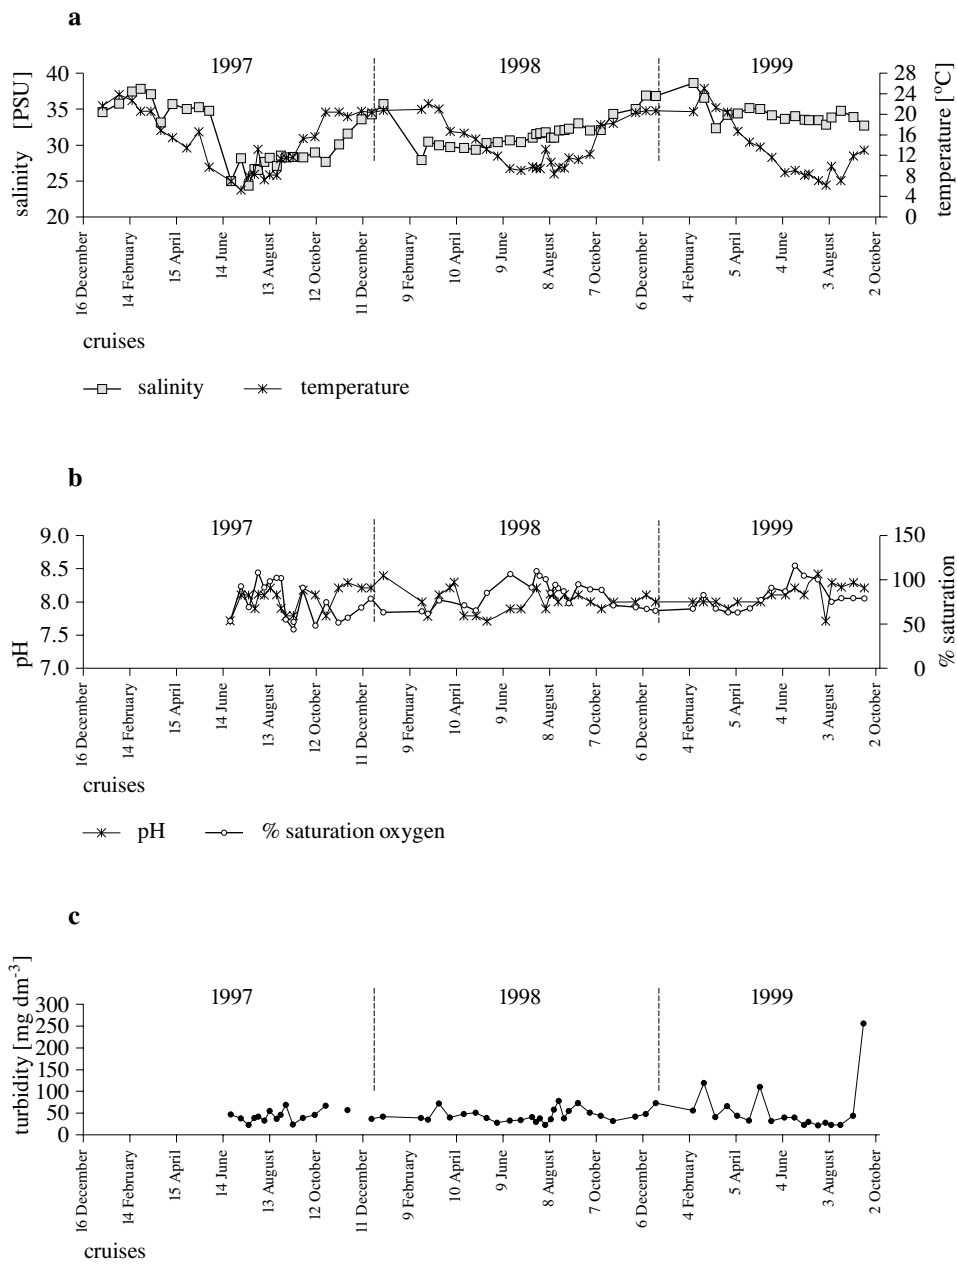 a
1997 1998 1999
salinity [PSU]
40
35
30
25
20
temperature [°C]
28
24
20
16
12
8
4
0
16 December
14 February
15 April
14 June
13 August
12 October
11 December
9 February
10 April
9 June
8 August
7 October
6 December
4 February
5 April
4 June
3 August
2 October
cruises
salinity temperature
b
1997 1998 1999
pH
9.0
8.5
8.0
7.5
7.0
% saturation
150
100
50
0
16 December
14 February
15 April
14 June
13 August
12 October
11 December
9 February
10 April
9 June
8 August
7 October
6 December
4 February
5 April
4 June
3 August
2 October
cruises
pH % saturation oxygen
c
1997 1998 1999
turbidity [mg dm⁻³]
300
250
200
150
100
50
0
16 December
14 February
15 April
14 June
13 August
12 October
11 December
9 February
10 April
9 June
8 August
7 October
6 December
4 February
5 April
4 June
3 August
2 October
cruises